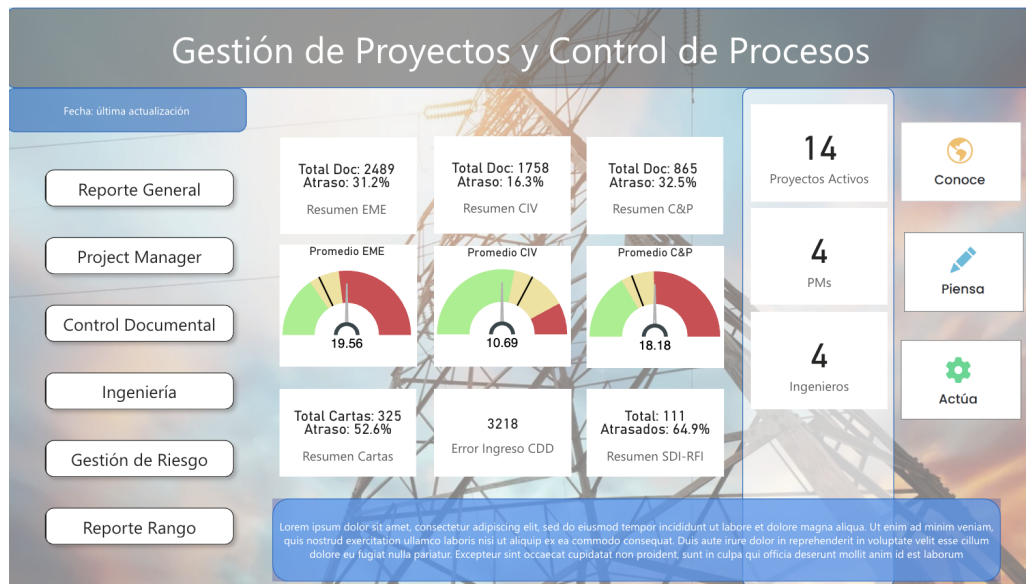 Gestión de Proyectos y Control de Procesos
Fecha: última actualización
Reporte General
Project Manager
Control Documental
Ingeniería
Gestión de Riesgo
Reporte Rango
Total Doc: 2489
Atraso: 31.2%
Resumen EME
Total Doc: 1758
Atraso: 16.3%
Resumen CIV
Total Doc: 865
Atraso: 32.5%
Resumen C&P
Promedio EME
19.56
Promedio CIV
10.69
Promedio C&P
18.18
Total Cartas: 325
Atraso: 52.6%
Resumen Cartas
3218
Error Ingreso CDD
Total: 111
Atrasados: 64.9%
Resumen SDI-RFI
14
Proyectos Activos
4
PMs
4
Ingenieros
Conoce
Piensa
Actúa
Lorem ipsum dolor sit amet, consectetur adipiscing elit, sed do eiusmod tempor incididunt ut labore et dolore magna aliqua. Ut enim ad minim veniam,
quis nostrud exercitation ullamco laboris nisi ut aliquip ex ea commodo consequat. Duis aute irure dolor in reprehenderit in voluptate velit esse cillum
dolore eu fugiat nulla pariatur. Excepteur sint occaecat cupidatat non proident, sunt in culpa qui officia deserunt mollit anim id est laborum